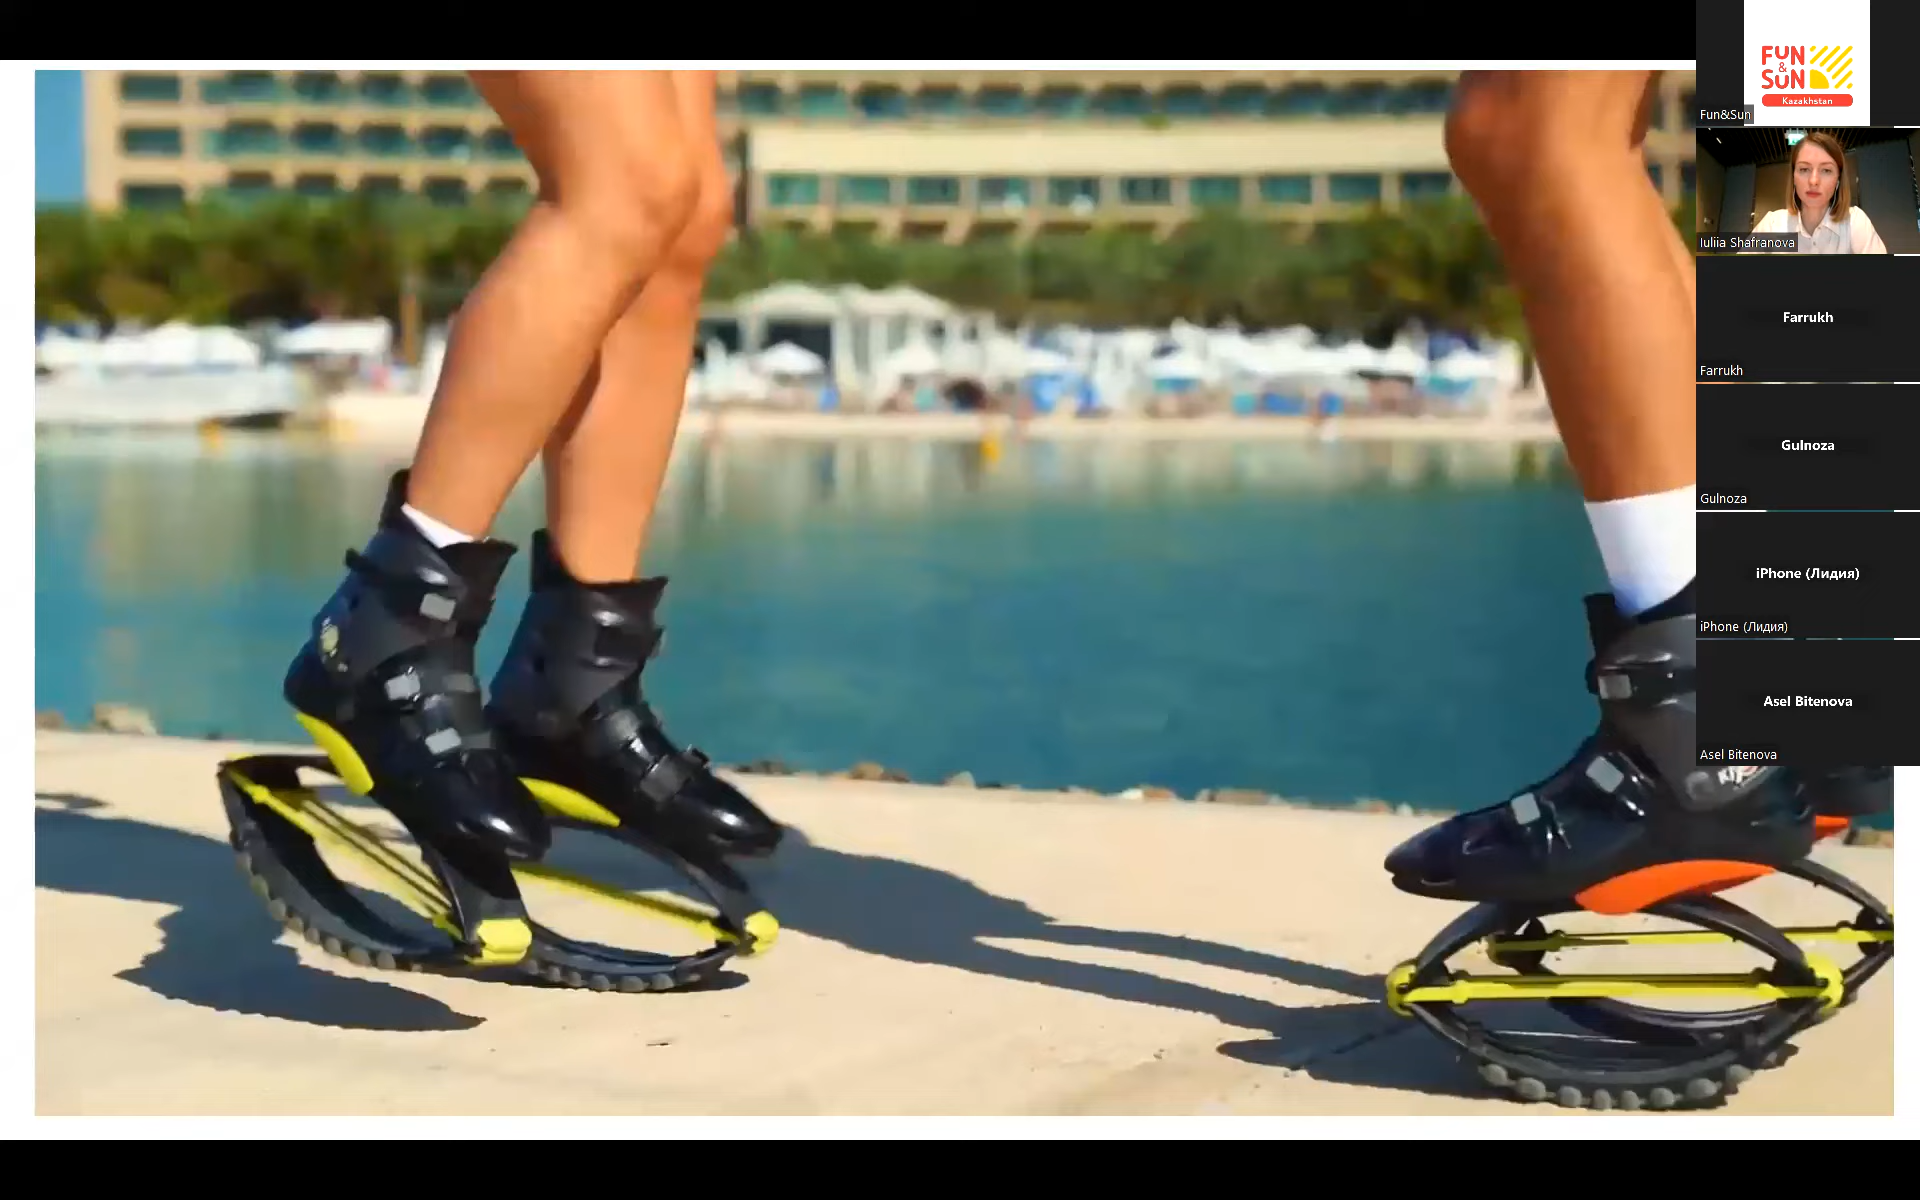 FUN
&
SUN
Kazakhstan
Fun&Sun
Iuliia Shafranova
Farrukh
Farrukh
Gulnoza
Gulnoza
iPhone (Лидия)
iPhone (Лидия)
Asel Bitenova
Asel Bitenova